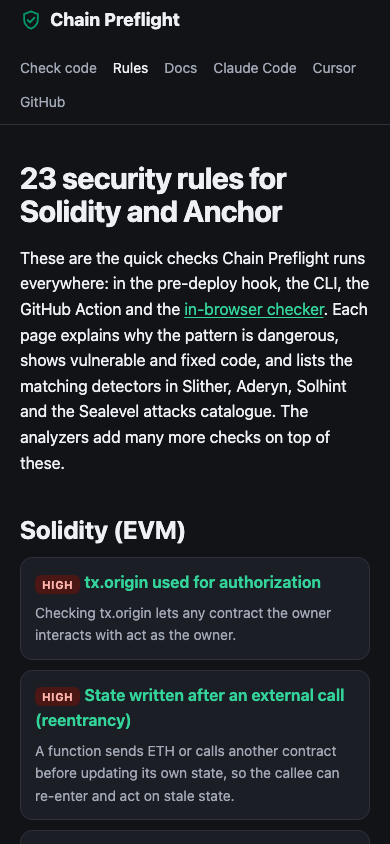 Chain Preflight
Check code Rules Docs Claude Code Cursor
GitHub
23 security rules for
Solidity and Anchor
These are the quick checks Chain Preflight runs
everywhere: in the pre-deploy hook, the CLI, the
GitHub Action and the in-browser checker. Each
page explains why the pattern is dangerous,
shows vulnerable and fixed code, and lists the
matching detectors in Slither, Aderyn, Solhint
and the Sealevel attacks catalogue. The
analyzers add many more checks on top of
these.
Solidity (EVM)
HIGH tx.origin used for authorization
Checking tx.origin lets any contract the owner
interacts with act as the owner.
HIGH State written after an external call
(reentrancy)
A function sends ETH or calls another contract
before updating its own state, so the callee can
re-enter and act on stale state.